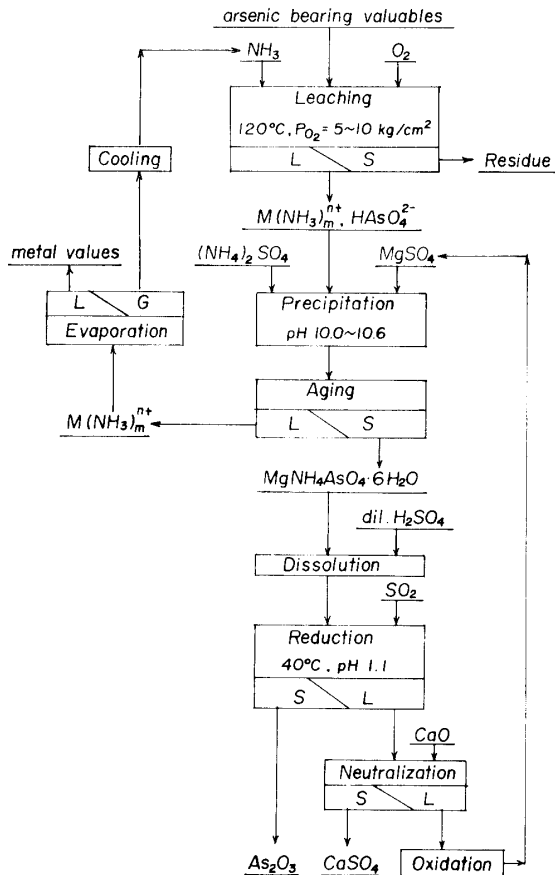 arsenic bearing valuables
NH₃ O₂
Leaching
120°C, P_O₂ = 5~10 kg/cm²
Cooling
L S
Residue
M(NH₃)ₘⁿ⁺, HAsO₄²⁻
metal values
(NH₄)₂SO₄ MgSO₄
L G
Precipitation
Evaporation
pH 10.0~10.6
Aging
M(NH₃)ₘⁿ⁺
L S
MgNH₄AsO₄·6H₂O
dil. H₂SO₄
Dissolution
SO₂
Reduction
40°C, pH 1.1
S L
CaO
Neutralization
S L
As₂O₃ CaSO₄ Oxidation